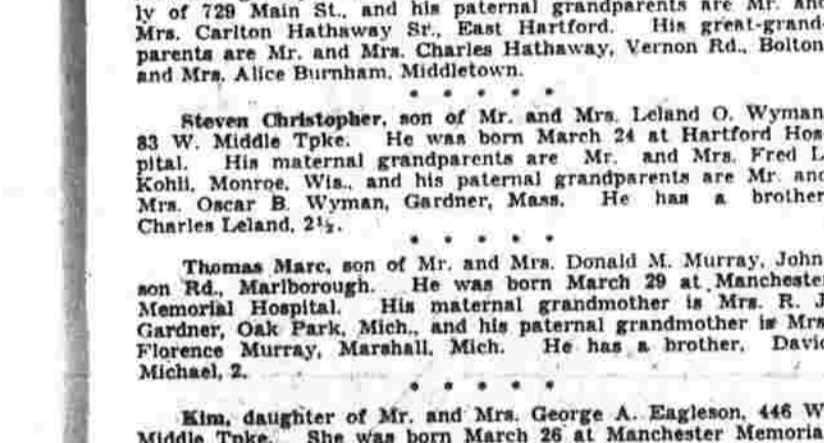 ly of 729 Main St., and his paternal grandparents are Mr. and
Mrs. Carlton Hathaway Sr., East Hartford. His great-grand-
parents are Mr. and Mrs. Charles Hathaway, Vernon Rd., Bolton
and Mrs. Alice Burnham, Middletown.
* * * * *
Steven Christopher, son of Mr. and Mrs. Leland O. Wyman
83 W. Middle Tpke. He was born March 24 at Hartford Hos
pital. His maternal grandparents are Mr. and Mrs. Fred L
Kohli, Monroe, Wis., and his paternal grandparents are Mr. and
Mrs. Oscar B. Wyman, Gardner, Mass. He has a brother
Charles Leland, 2½.
* * * * *
Thomas Marc, son of Mr. and Mrs. Donald M. Murray, John
son Rd., Marlborough. He was born March 29 at Manchester
Memorial Hospital. His maternal grandmother is Mrs. R. J
Gardner, Oak Park, Mich., and his paternal grandmother is Mrs
Florence Murray, Marshall, Mich. He has a brother, David
Michael, 2.
* * * * *
Kim, daughter of Mr. and Mrs. George A. Eagleson, 446 W
Middle Tpke. She was born March 26 at Manchester Memorial